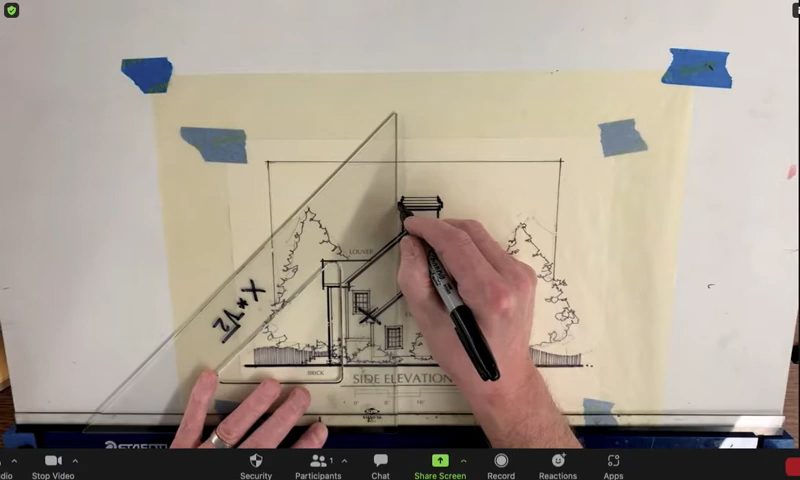 LOUVER
X*√2
BRICK
SIDE ELEVATION
Stop Video
Security
Participants
1
Chat
Share Screen
Record
Reactions
Apps